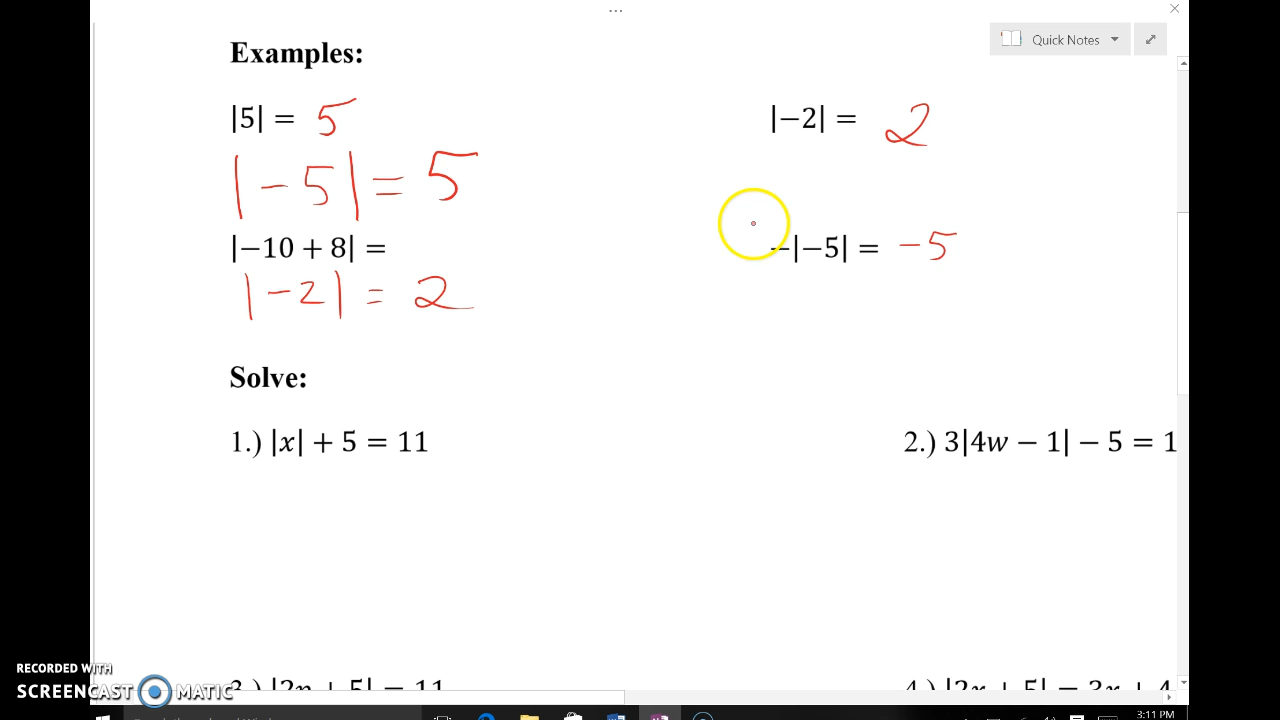 ...
Quick Notes
Examples:
|5| = 5
|−2| = 2
|−5| = 5
|−10 + 8| =
−|−5| = −5
|−2| = 2
Solve:
1.) |x| + 5 = 11
2.) 3|4w − 1| − 5 = 1
RECORDED WITH
SCREENCAST MATIC
3:11 PM